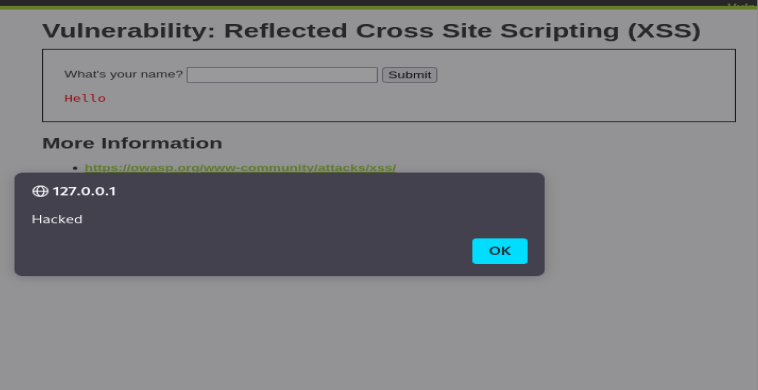 Vulnerability: Reflected Cross Site Scripting (XSS)
What's your name? Submit
Hello
More Information
• https://owasp.org/www-community/attacks/xss/
127.0.0.1
Hacked
OK